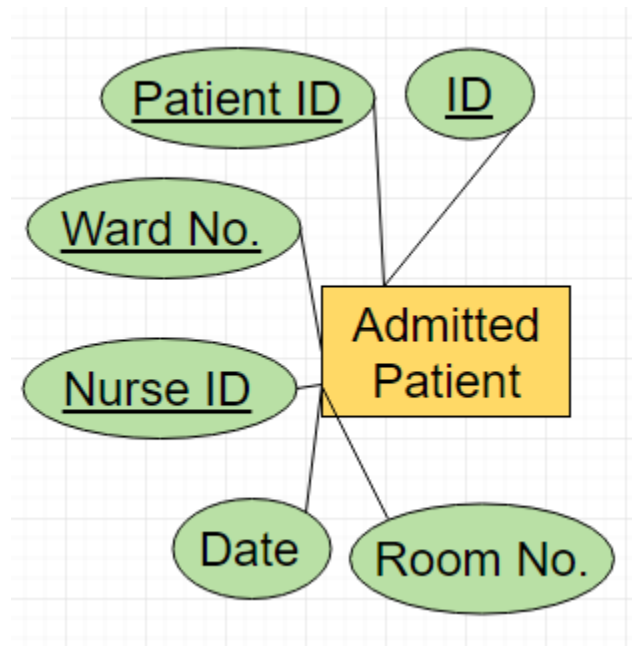 Patient ID
ID
Ward No.
Admitted
Patient
Nurse ID
Date
Room No.